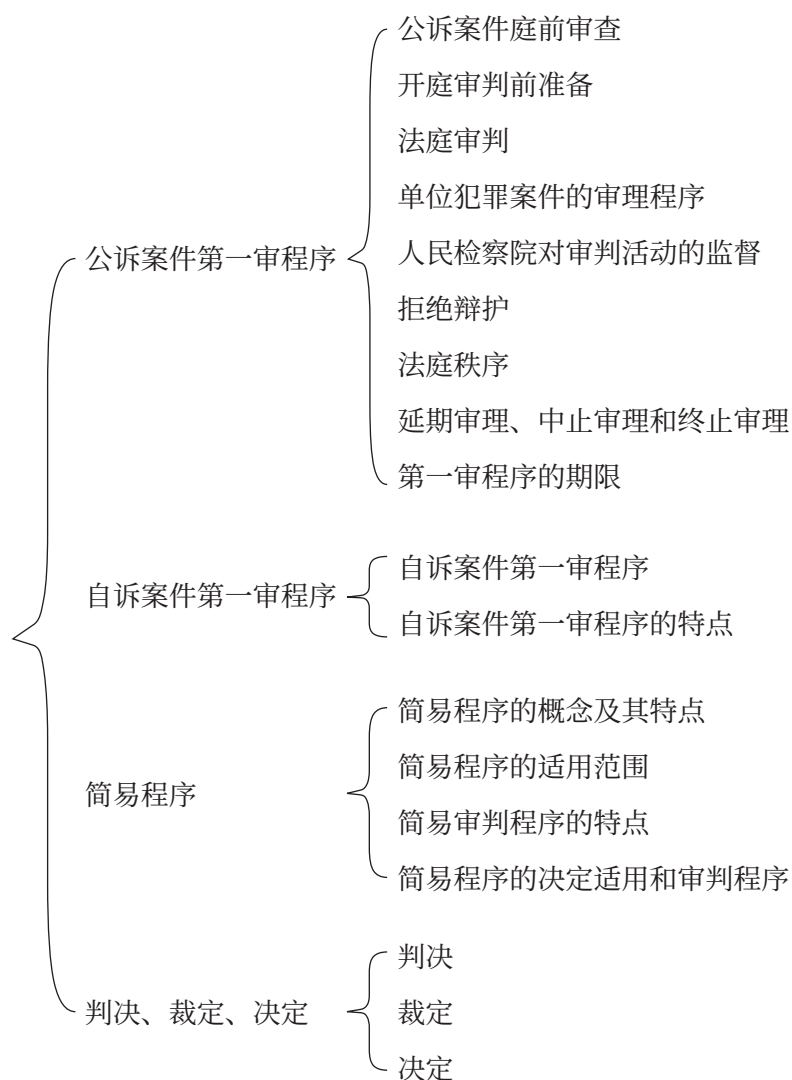 公诉案件第一审程序
公诉案件庭前审查
开庭审判前准备
法庭审判
单位犯罪案件的审理程序
人民检察院对审判活动的监督
拒绝辩护
法庭秩序
延期审理、中止审理和终止审理
第一审程序的期限
自诉案件第一审程序
自诉案件第一审程序
自诉案件第一审程序的特点
简易程序
简易程序的概念及其特点
简易程序的适用范围
简易审判程序的特点
简易程序的决定适用和审判程序
判决、裁定、决定
判决
裁定
决定